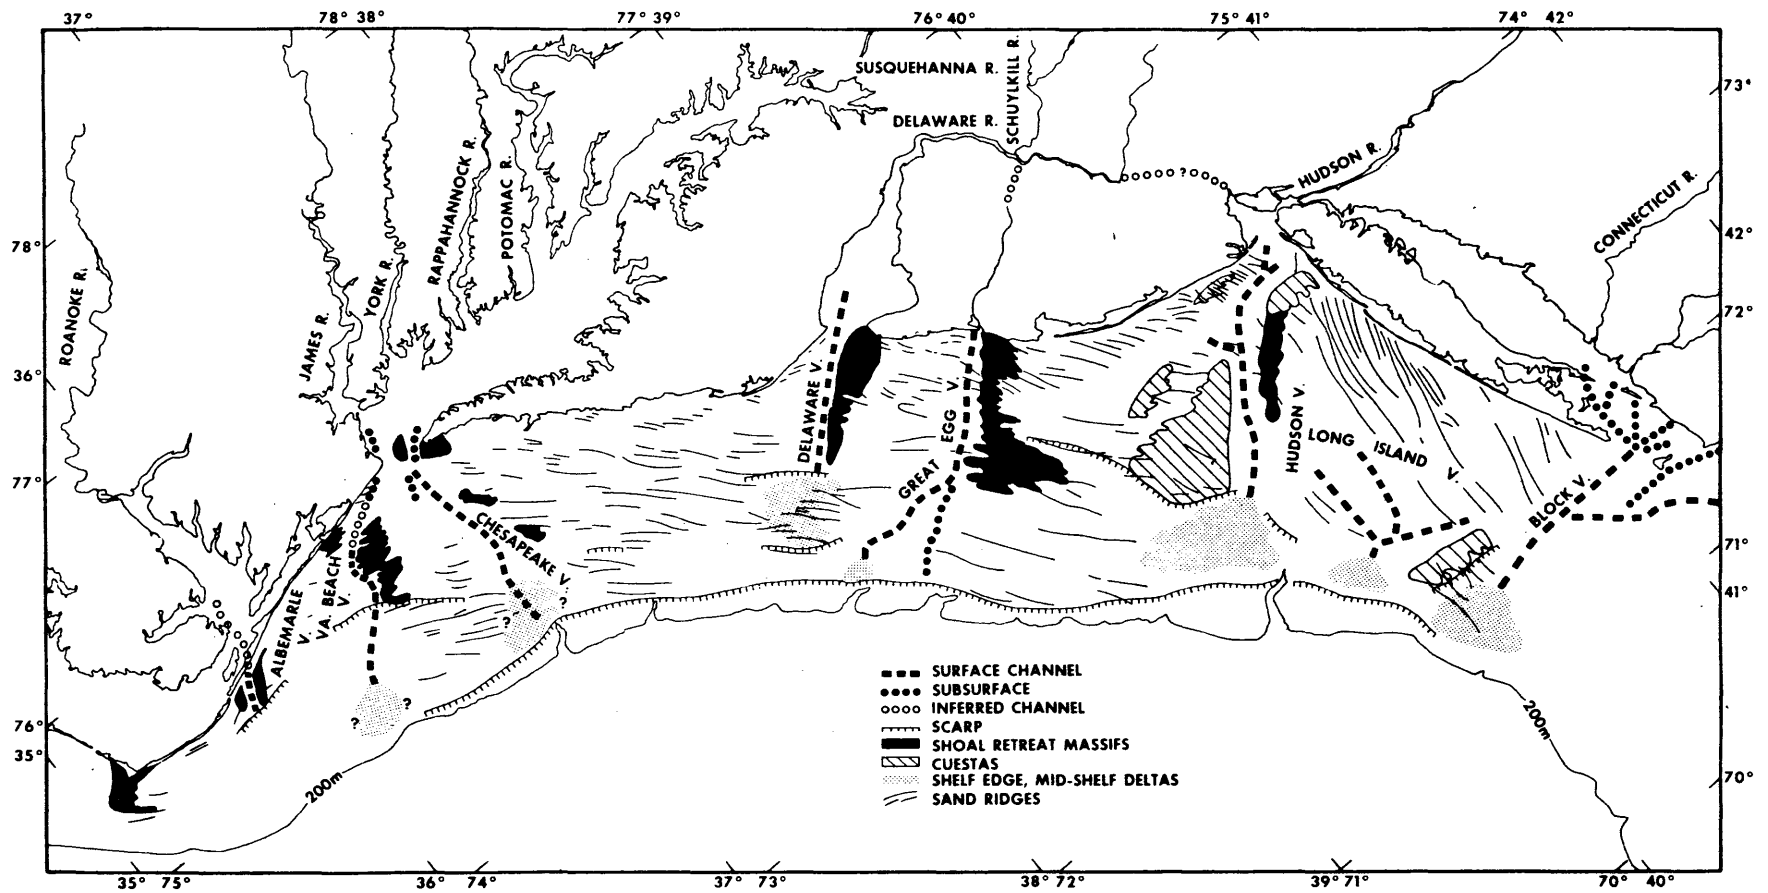 37° 78° 38° 77° 39° 76° 40° 75° 41° 74° 42°
SUSQUEHANNA R.
SCHUYLKILL R.
73°
DELAWARE R.
HUDSON R.
CONNECTICUT R.
RAPPAHANNOCK R.
POTOMAC R.
78°
42°
ROANOKE R.
YORK R.
JAMES R.
72°
36°
DELAWARE V.
GREAT EGG V.
HUDSON V.
LONG ISLAND V.
77°
BLOCK V.
CHESAPEAKE V.
?
71°
VA. BEACH V.
ALBEMARLE V.
?
?
41°
?
?
SURFACE CHANNEL
SUBSURFACE
INFERRED CHANNEL
SCARP
SHOAL RETREAT MASSIFS
CUESTAS
SHELF EDGE, MID-SHELF DELTAS
SAND RIDGES
76°
35°
200m
200m
70°
35° 75° 36° 74° 37° 73° 38° 72° 39° 71° 70° 40°